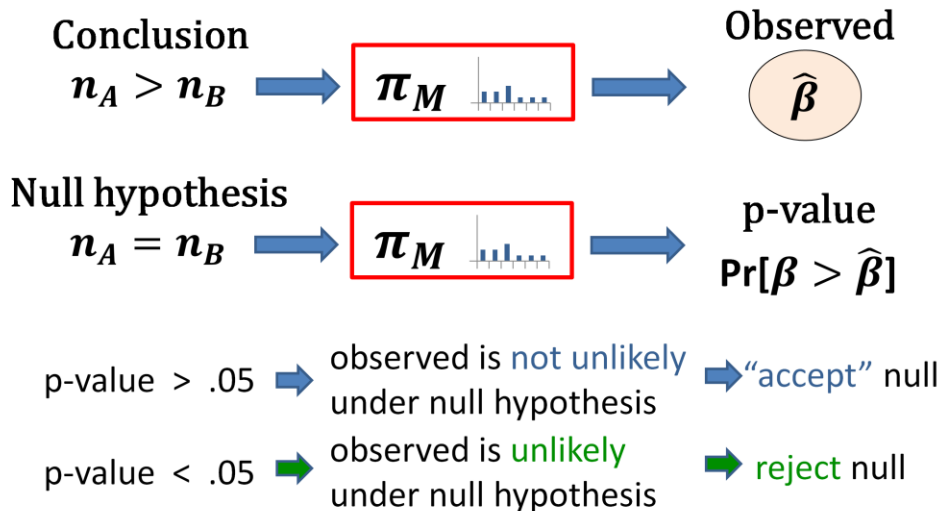 Conclusion
n_A > n_B
π_M
Observed
β̂
Null hypothesis
n_A = n_B
π_M
p-value
Pr[β > β̂]
p-value > .05
observed is not unlikely
under null hypothesis
“accept” null
p-value < .05
observed is unlikely
under null hypothesis
reject null